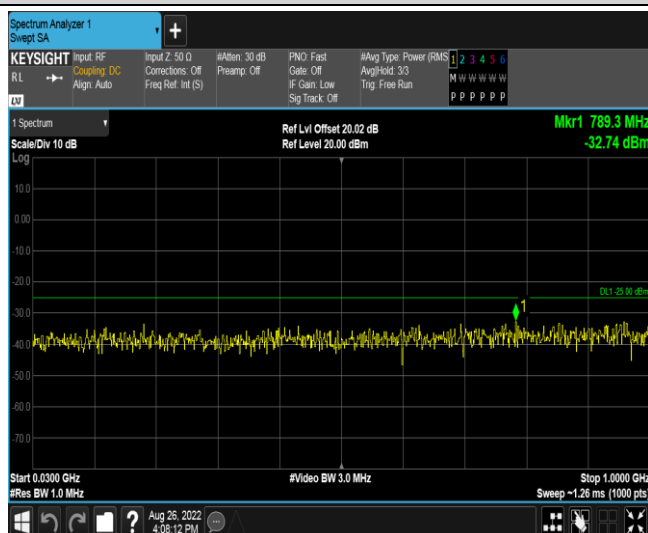 Spectrum Analyzer 1
Swept SA
+
KEYSIGHT Input: RF Input Z: 50 Ω #Atten: 30 dB PNO: Fast #Avg Type: Power (RMS 1 2 3 4 5 6
RL Coupling: DC Corrections: Off Preamp: Off Gate: Off Avg|Hold: 3/3 M W W W W W
Align: Auto Freq Ref: Int (S) IF Gain: Low Trig: Free Run
LXI Sig Track: Off P P P P P P
1 Spectrum Ref Lvl Offset 20.02 dB Mkr1 789.3 MHz
Scale/Div 10 dB Ref Level 20.00 dBm -32.74 dBm
Log
10.0
0.00
-10.0
-20.0
DL1 -25.00 dBm
1
-30.0
-40.0
-50.0
-60.0
-70.0
Start 0.0300 GHz #Video BW 3.0 MHz Stop 1.0000 GHz
#Res BW 1.0 MHz Sweep ~1.26 ms (1000 pts)
? Aug 26, 2022
4:08:12 PM